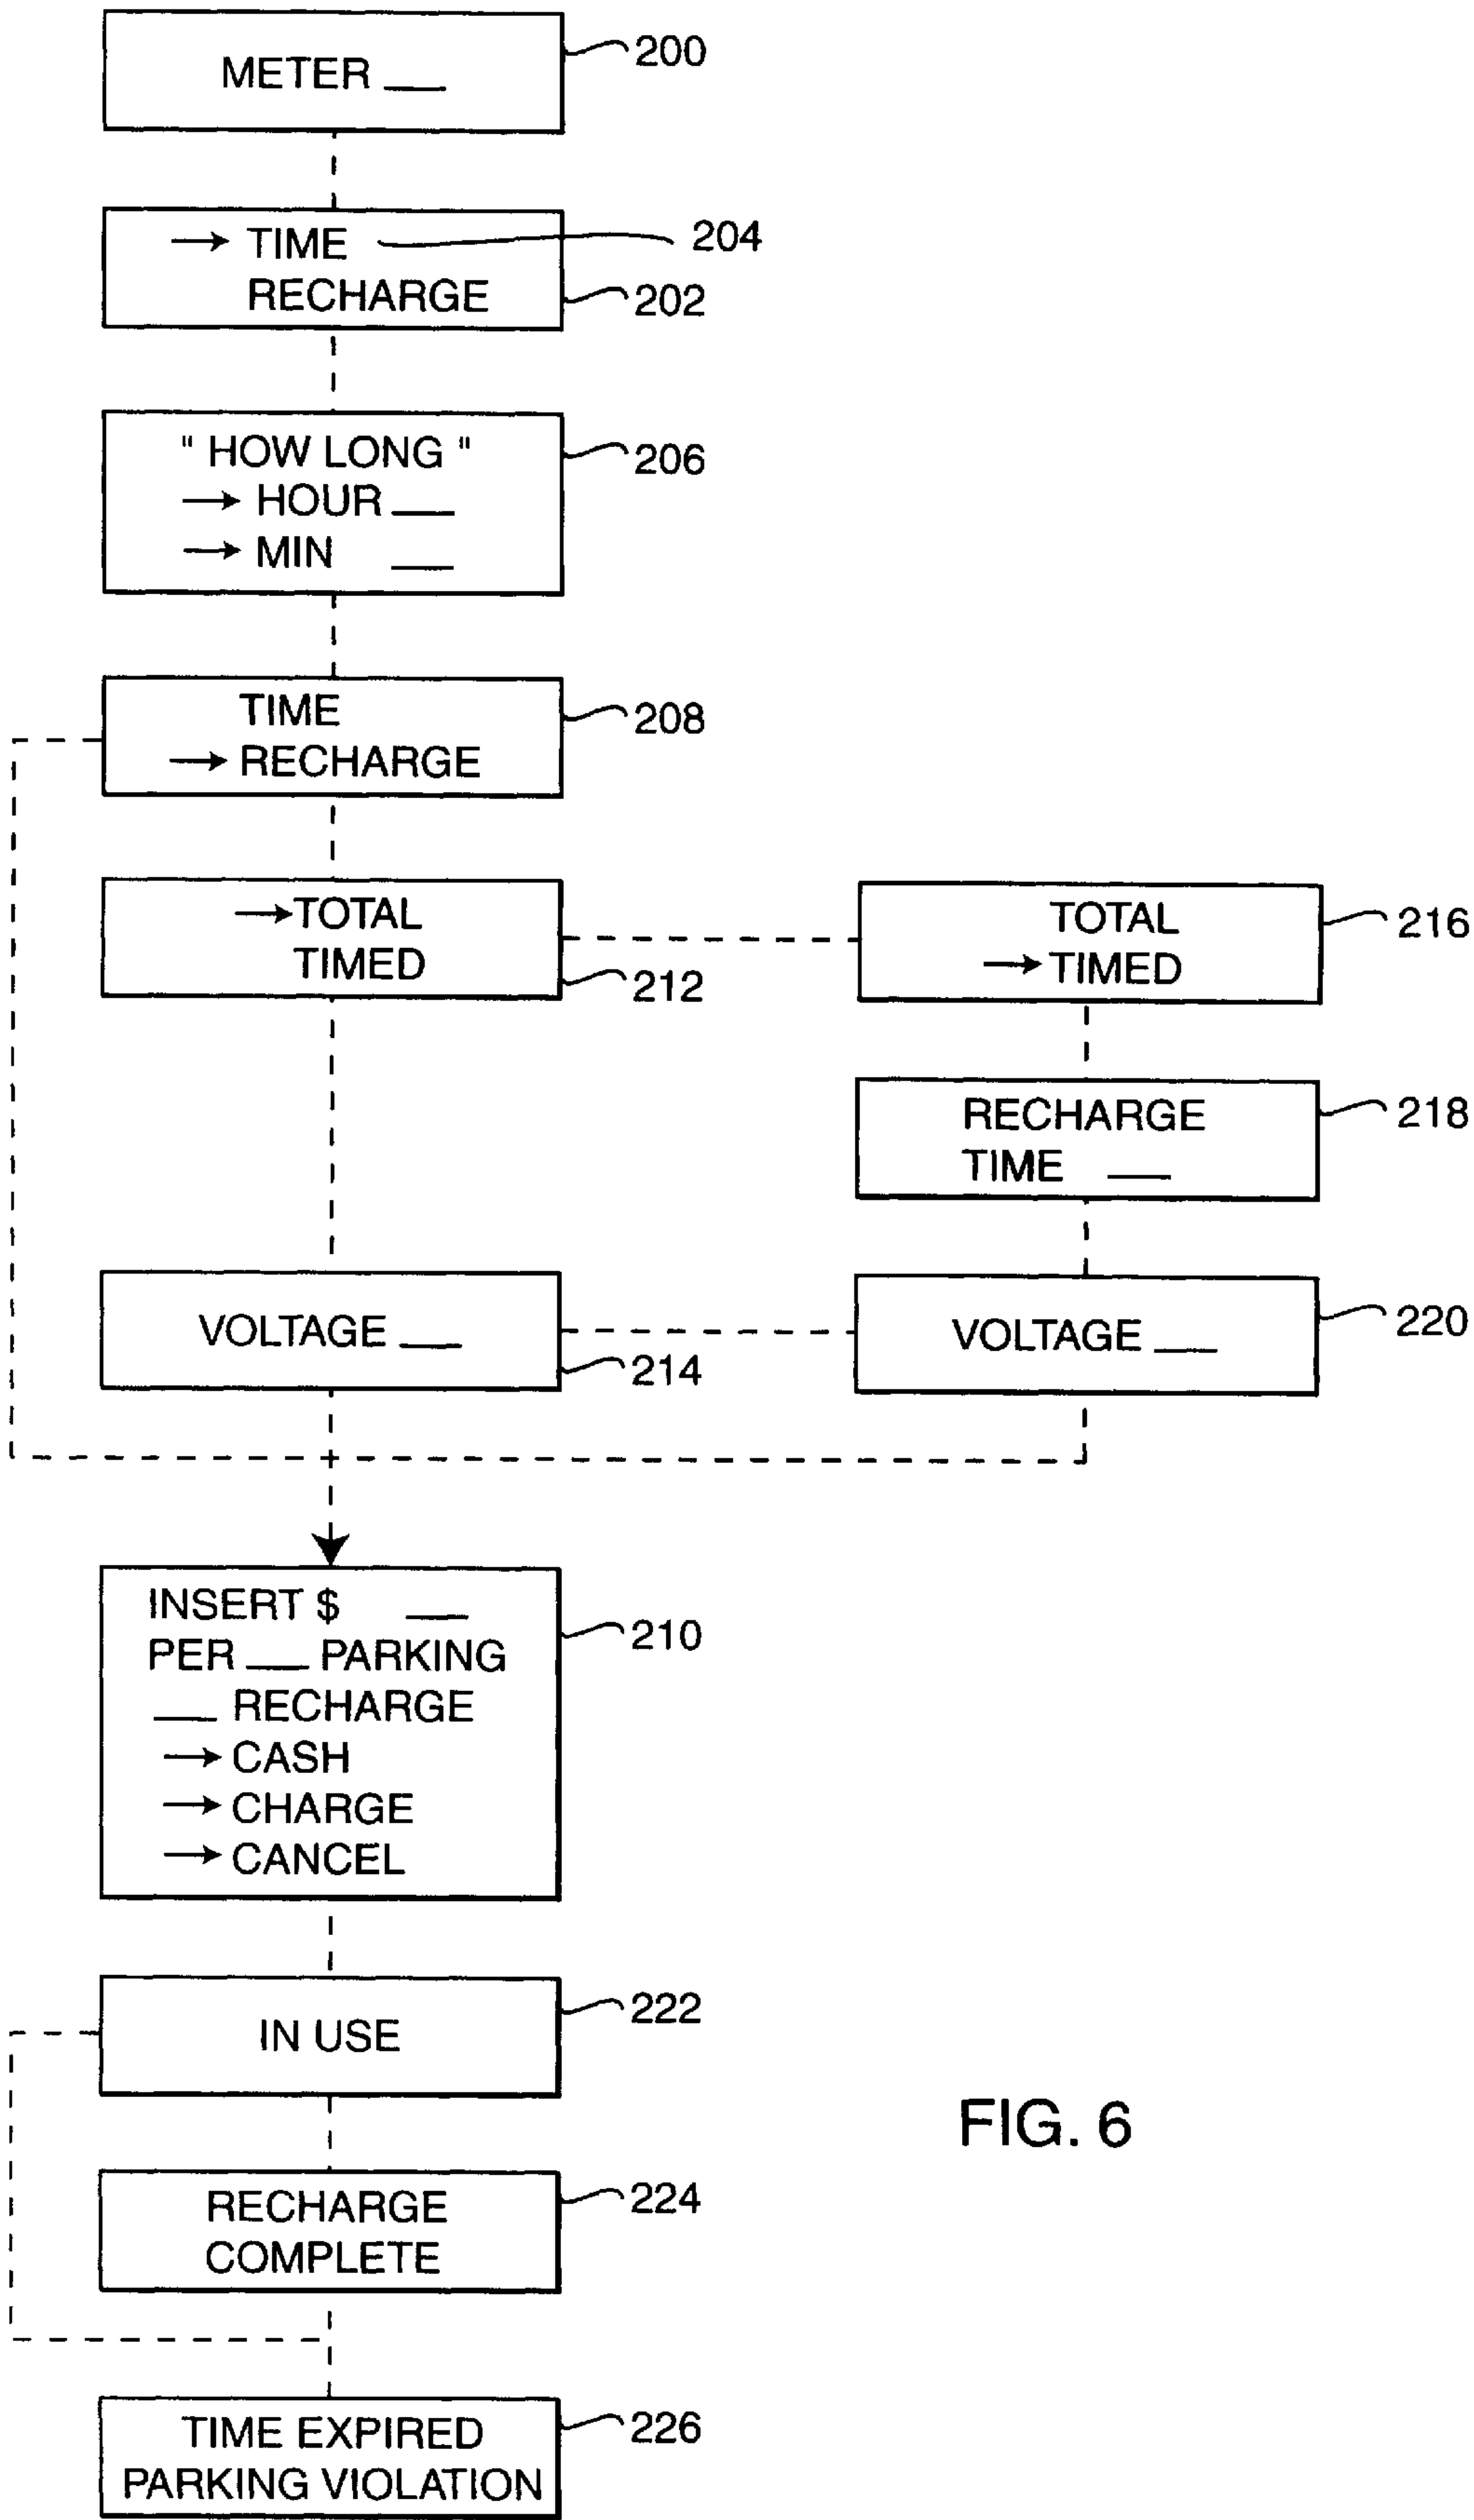 METER ___
200
→ TIME
204
RECHARGE
202
" HOW LONG "
206
→ HOUR ___
→ MIN ___
TIME
208
→ RECHARGE
→ TOTAL
TIMED
212
TOTAL
216
→ TIMED
RECHARGE
218
TIME ___
VOLTAGE ___
214
VOLTAGE ___
220
INSERT $ ___
210
PER ___ PARKING
___ RECHARGE
→ CASH
→ CHARGE
→ CANCEL
IN USE
222
RECHARGE
224
COMPLETE
TIME EXPIRED
226
PARKING VIOLATION
FIG. 6